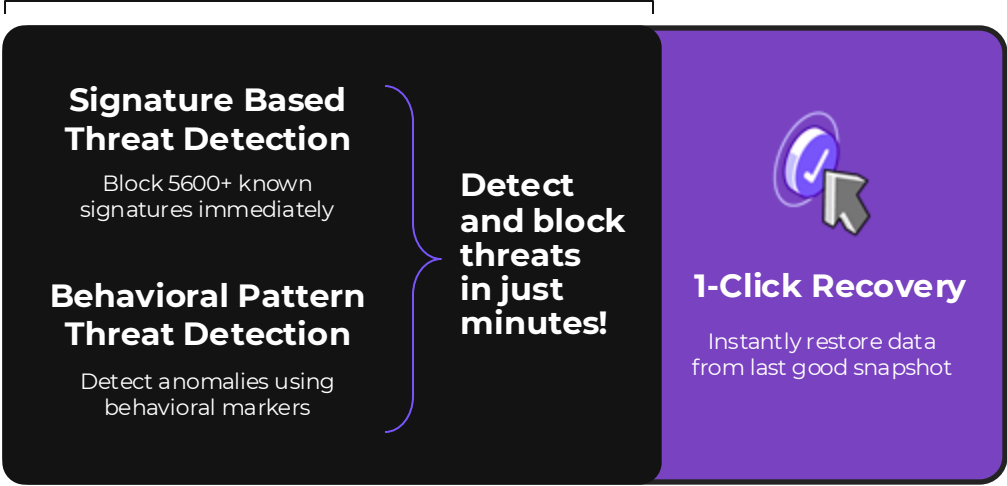 Signature Based
Threat Detection
Block 5600+ known
signatures immediately
Behavioral Pattern
Threat Detection
Detect anomalies using
behavioral markers
Detect
and block
threats
in just
minutes!
1-Click Recovery
Instantly restore data
from last good snapshot